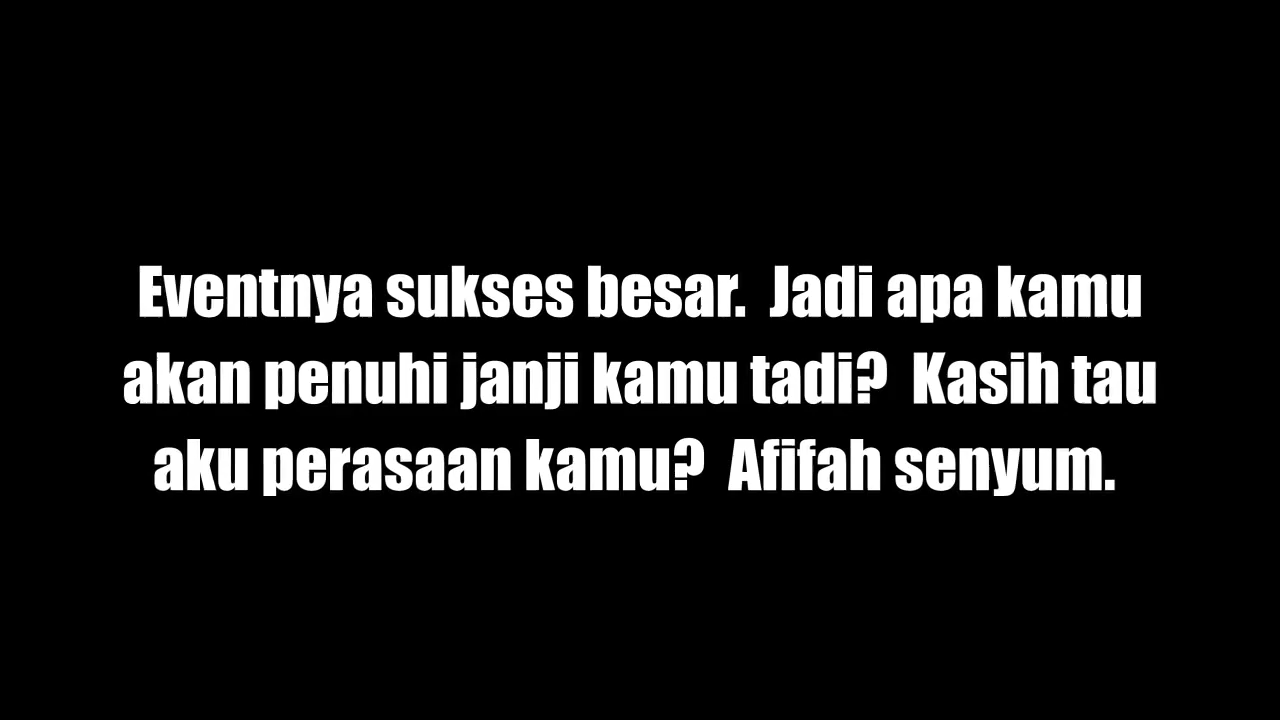 Eventnya sukses besar.  Jadi apa kamu
akan penuhi janji kamu tadi?  Kasih tau
aku perasaan kamu?  Afifah senyum.